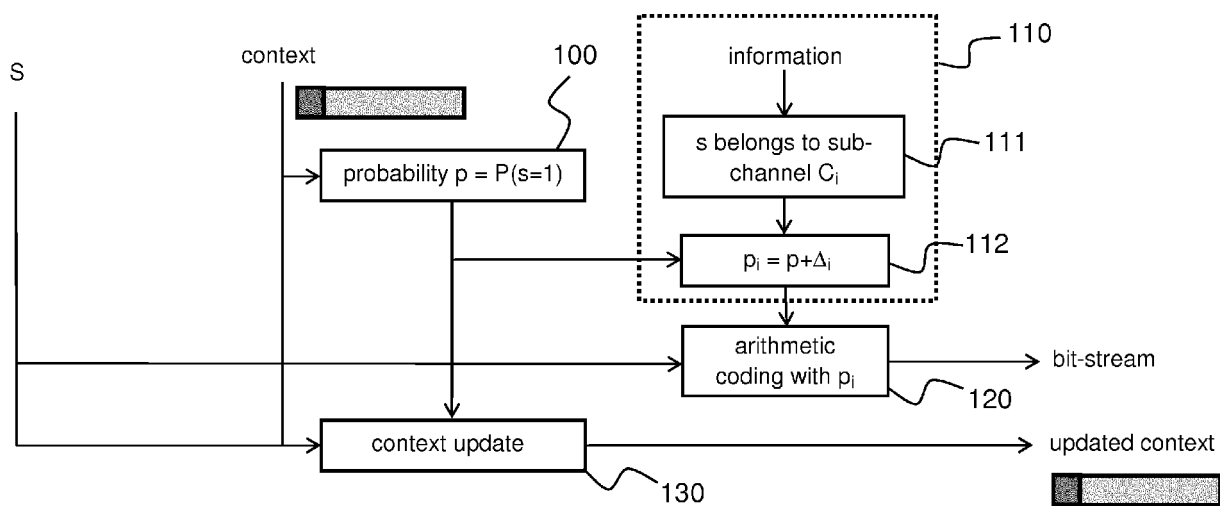 S
context
100
information
110
probability p = P(s=1)
s belongs to sub-
channel Cᵢ
111
pᵢ = p+Δᵢ
112
arithmetic
coding with pᵢ
bit-stream
120
context update
updated context
130